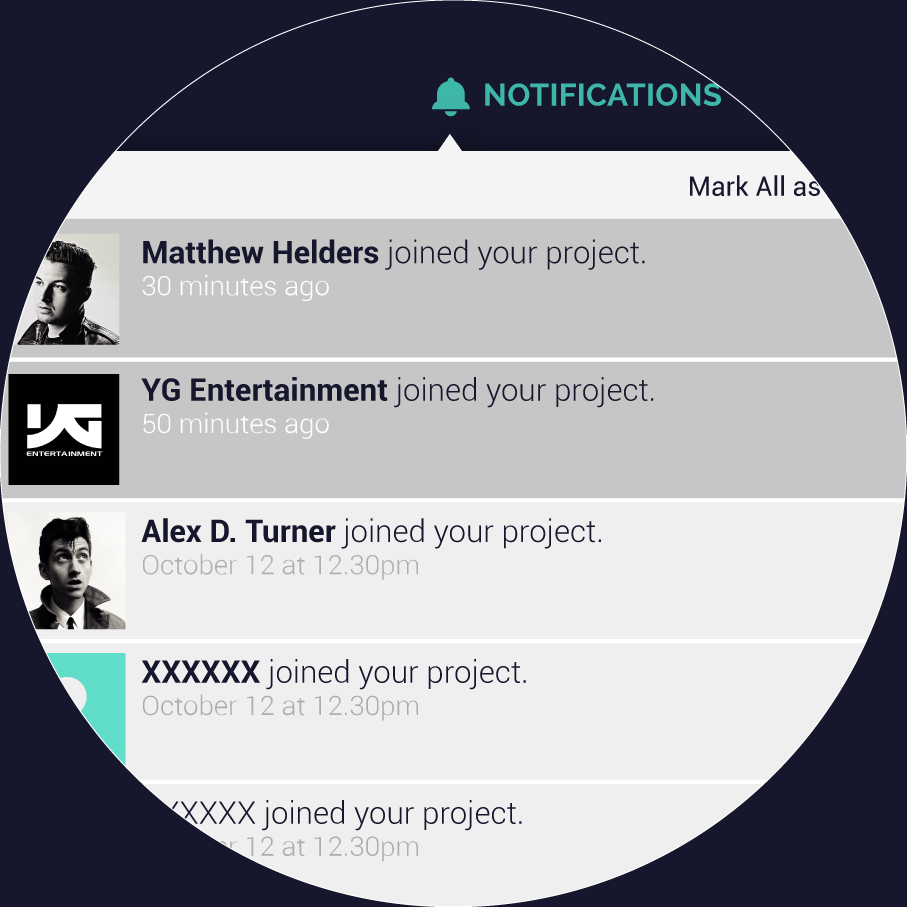 NOTIFICATIONS
Mark All as
Matthew Helders joined your project.
30 minutes ago
YG Entertainment joined your project.
50 minutes ago
YG
ENTERTAINMENT
Alex D. Turner joined your project.
October 12 at 12.30pm
XXXXXX joined your project.
October 12 at 12.30pm
XXXXX joined your project.
12 at 12.30pm